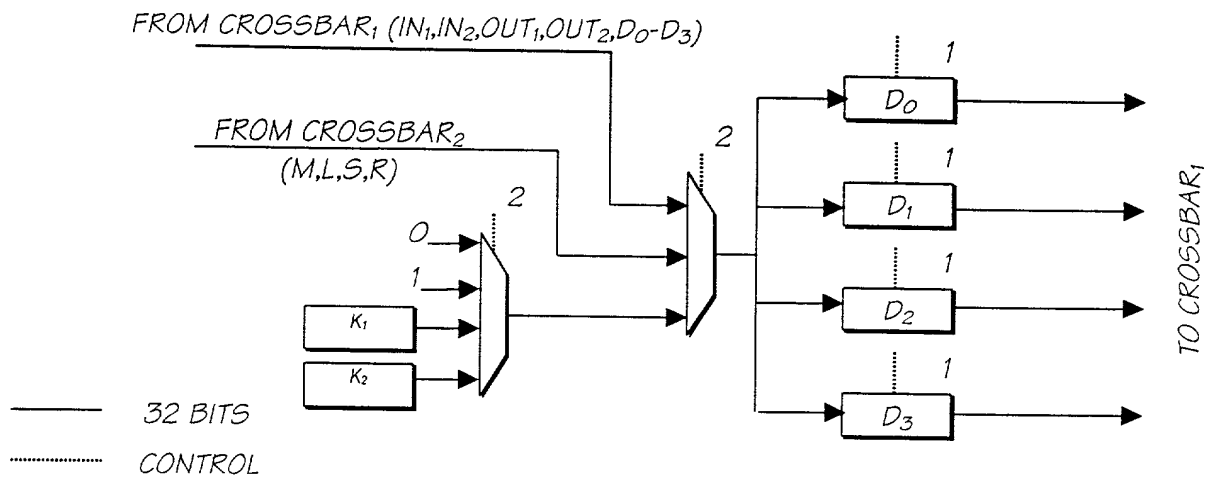 FROM CROSSBAR₁ (IN₁,IN₂,OUT₁,OUT₂,D₀-D₃)
FROM CROSSBAR₂
(M,L,S,R)
2
2
0
1
K₁
K₂
1
D₀
1
D₁
1
D₂
1
D₃
TO CROSSBAR₁
32 BITS
CONTROL